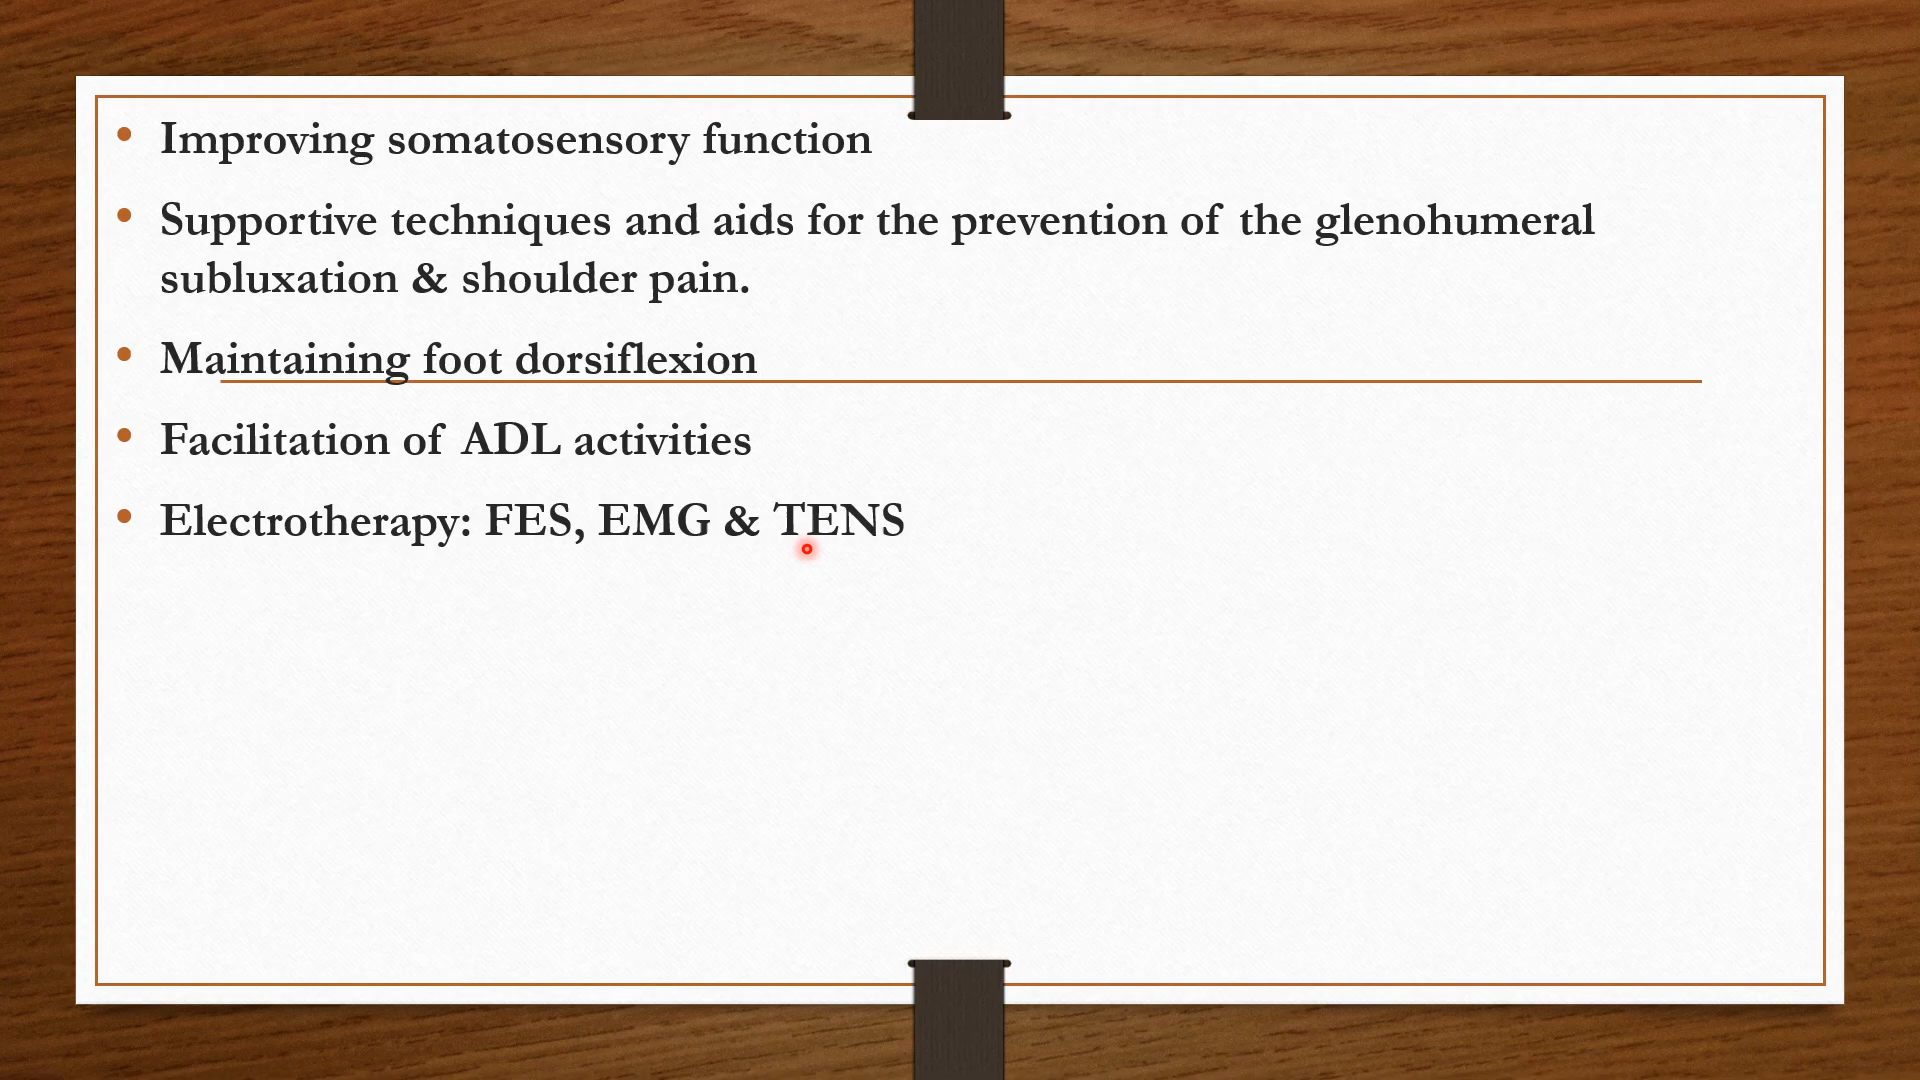 • Improving somatosensory function
• Supportive techniques and aids for the prevention of the glenohumeral
subluxation & shoulder pain.
• Maintaining foot dorsiflexion
• Facilitation of ADL activities
• Electrotherapy: FES, EMG & TENS